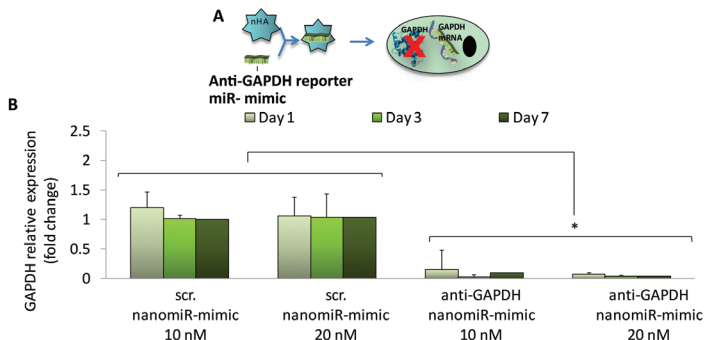 A
nHA
GAPDH
GAPDH
mRNA
X
Anti-GAPDH reporter
miR- mimic
B
Day 1 Day 3 Day 7
GAPDH relative expression
(fold change)
2.5
2
1.5
1
0.5
0
*
scr.
nanomiR-mimic
10 nM
scr.
nanomiR-mimic
20 nM
anti-GAPDH
nanomiR-mimic
10 nM
anti-GAPDH
nanomiR-mimic
20 nM